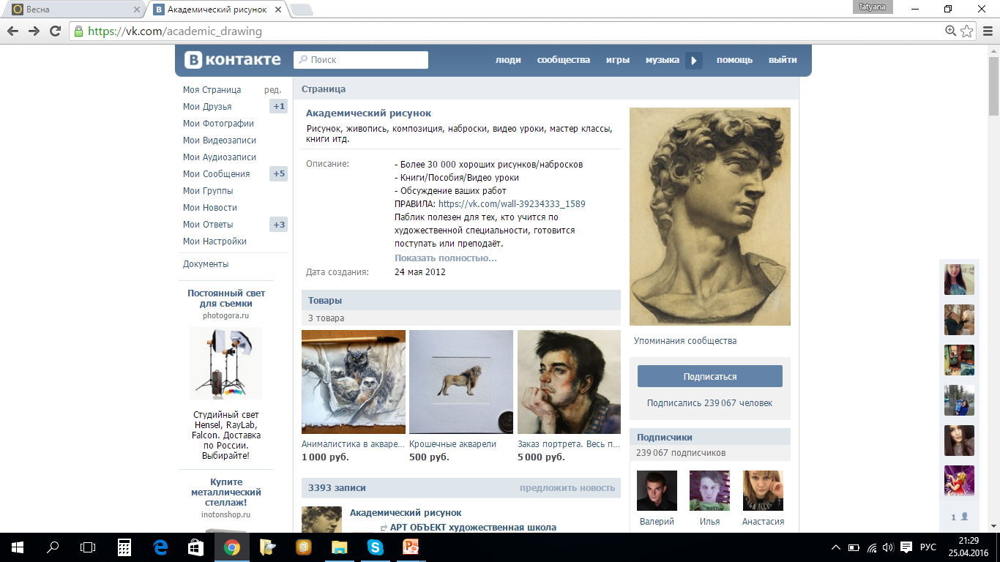 Весна
Академический рисунок
Tatyana
https://vk.com/academic_drawing
В контакте
Поиск
люди сообщества игры музыка помощь выйти
Моя Страница ред.
Мои Друзья +1
Мои Фотографии
Мои Видеозаписи
Мои Аудиозаписи
Мои Сообщения +5
Мои Группы
Мои Новости
Мои Ответы +3
Мои Настройки
Документы
Постоянный свет
для съемки
photogora.ru
Студийный свет
Hensel, RayLab,
Falcon. Доставка
по России.
Выбирайте!
Купите
металлический
стеллаж!
inotonshop.ru
Страница
Академический рисунок
Рисунок, живопись, композиция, наброски, видео уроки, мастер классы,
книги итд.
Описание: - Более 30 000 хороших рисунков/набросков
- Книги/Пособия/Видео уроки
- Обсуждение ваших работ
ПРАВИЛА: https://vk.com/wall-39234333_1589
Паблик полезен для тех, кто учится по
художественной специальности, готовится
поступать или преподаёт.
Показать полностью...
Дата создания: 24 мая 2012
Товары
3 товара
Анималистика в акваре...
1 000 руб.
Крошечные акварели
500 руб.
Заказ портрета. Весь п...
5 000 руб.
3393 записи предложить новость
Академический рисунок
АРТ ОБЪЕКТ художественная школа
Упоминания сообщества
Подписаться
Подписались 239 067 человек
Подписчики
239 067 подписчиков
Валерий Илья Анастасия
1
РУС
21:29
25.04.2016